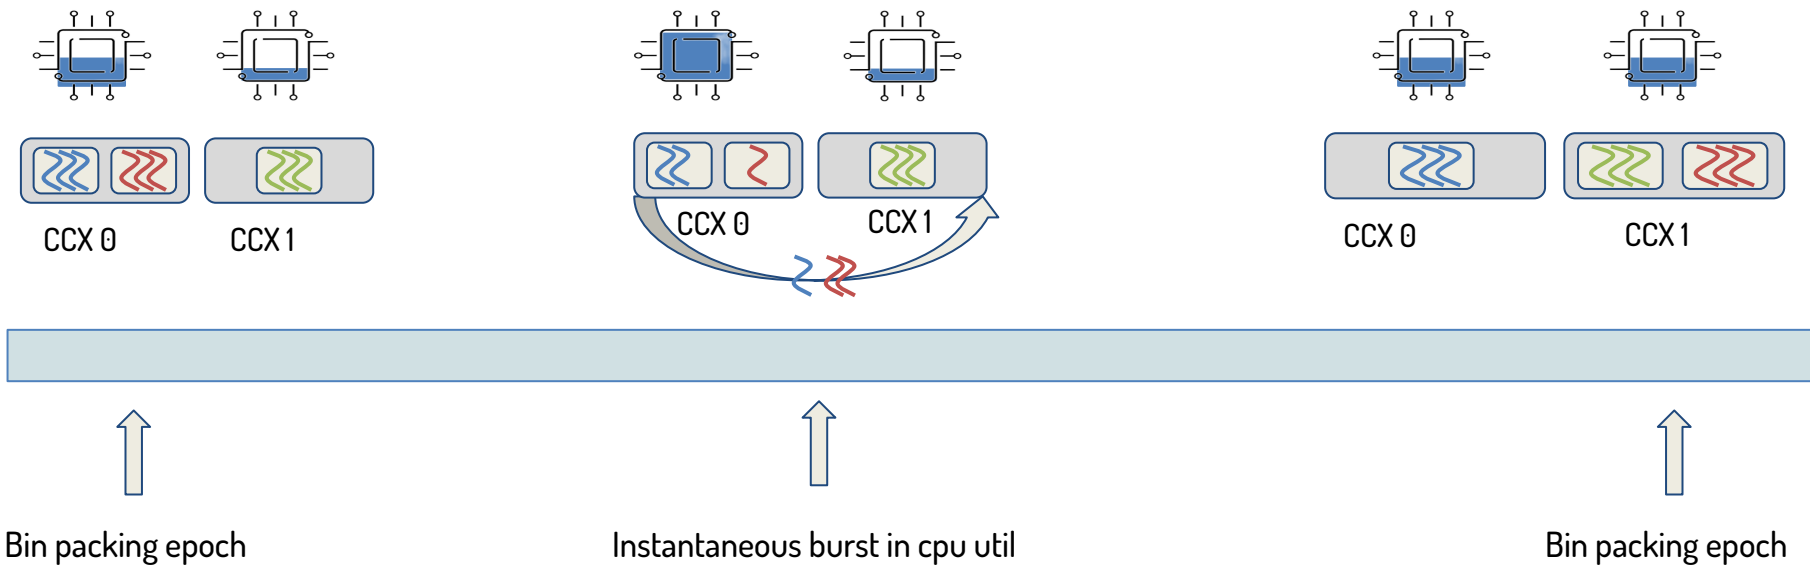 CCX 0
CCX 1
CCX 0
CCX 1
CCX 0
CCX 1
Bin packing epoch
Instantaneous burst in cpu util
Bin packing epoch